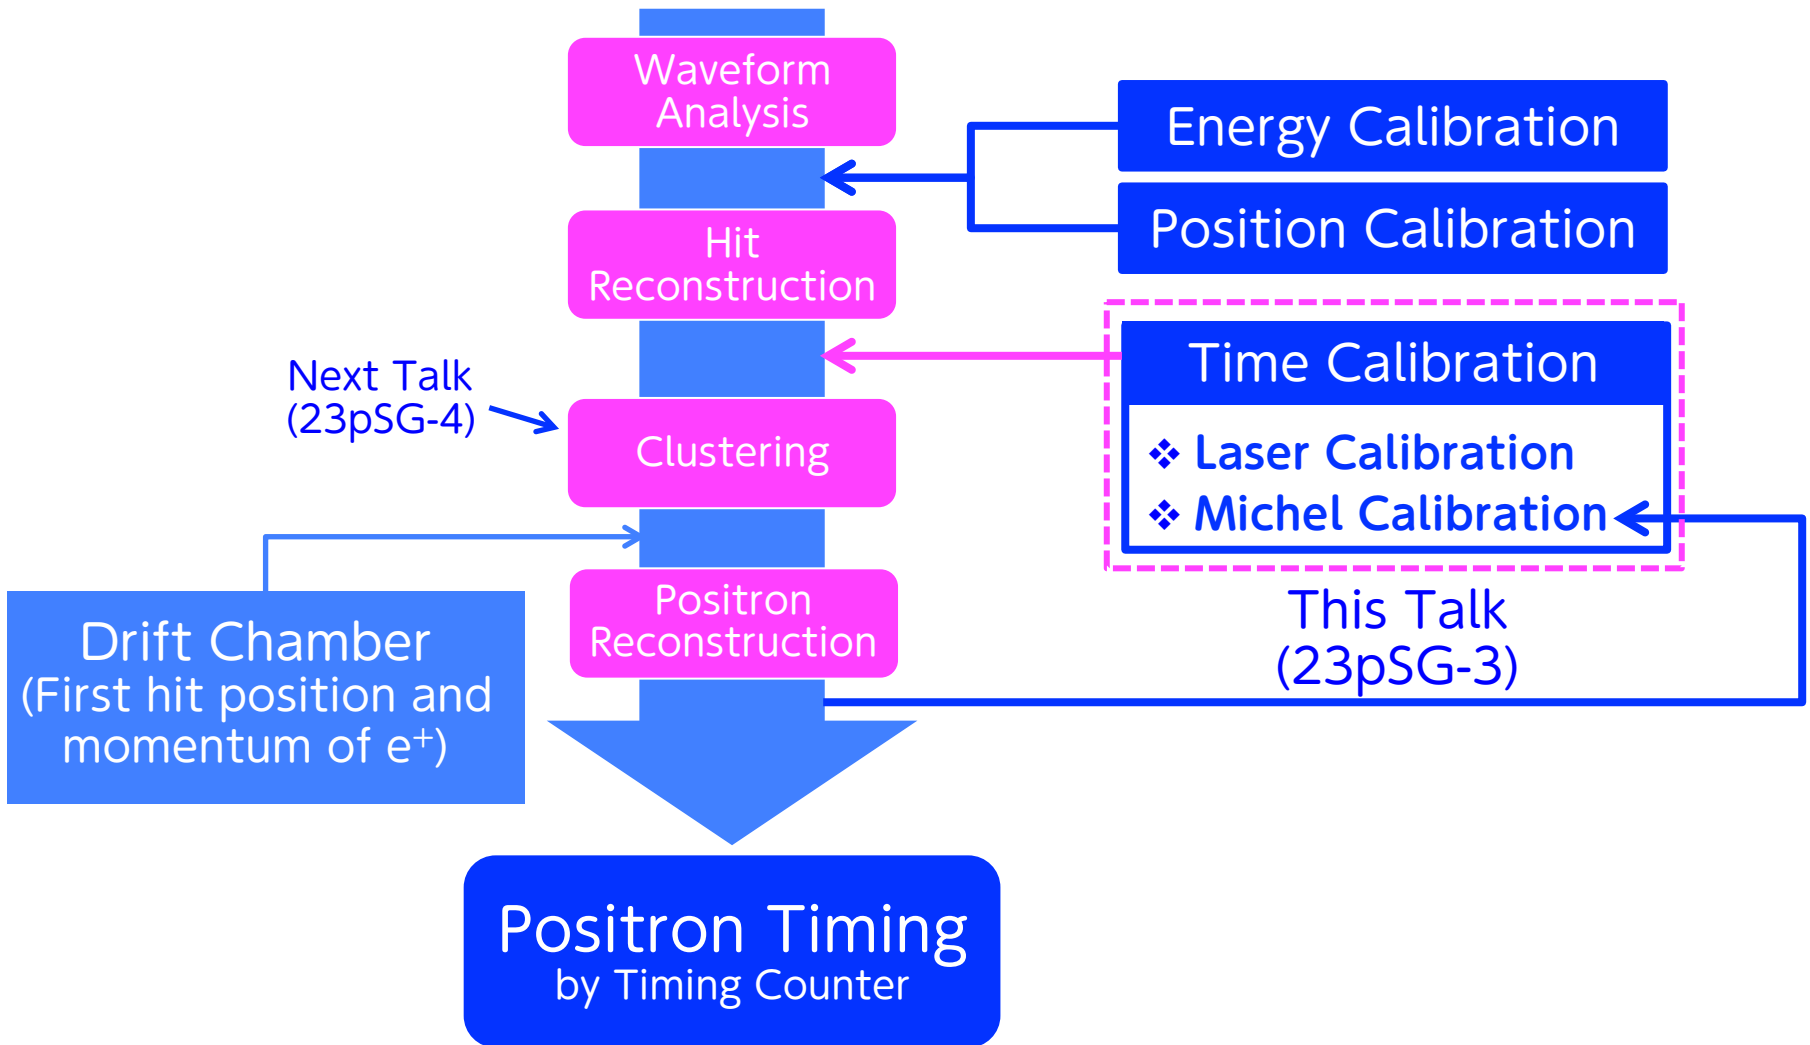 Waveform
Analysis
Energy Calibration
Position Calibration
Hit
Reconstruction
Time Calibration
❖ Laser Calibration
❖ Michel Calibration
Next Talk
(23pSG-4)
Clustering
This Talk
(23pSG-3)
Positron
Reconstruction
Drift Chamber
(First hit position and
momentum of e⁺)
Positron Timing
by Timing Counter